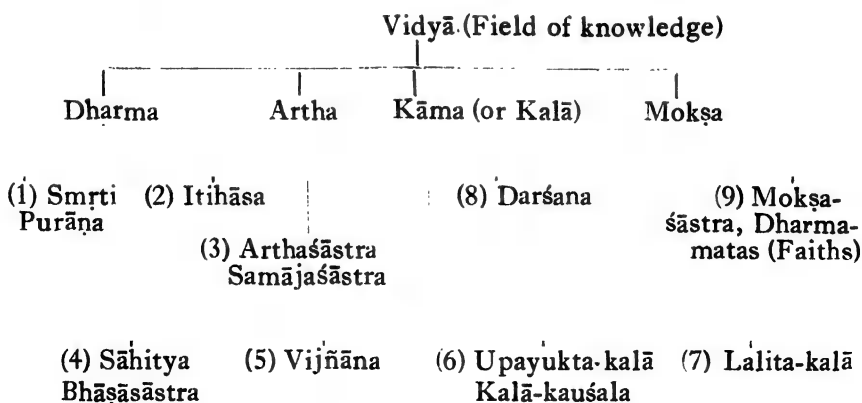 Vidyā (Field of knowledge)
Dharma Artha Kāma (or Kalā) Mokṣa
(1) Smṛti (2) Itihāsa (8) Darśana (9) Mokṣa-
Purāṇa śāstra, Dharma-
(3) Arthaśāstra matas (Faiths)
Samājaśāstra
(4) Sāhitya (5) Vijñāna (6) Upayukta-kalā (7) Lalita-kalā
Bhāṣāsāstra Kalā-kauśala